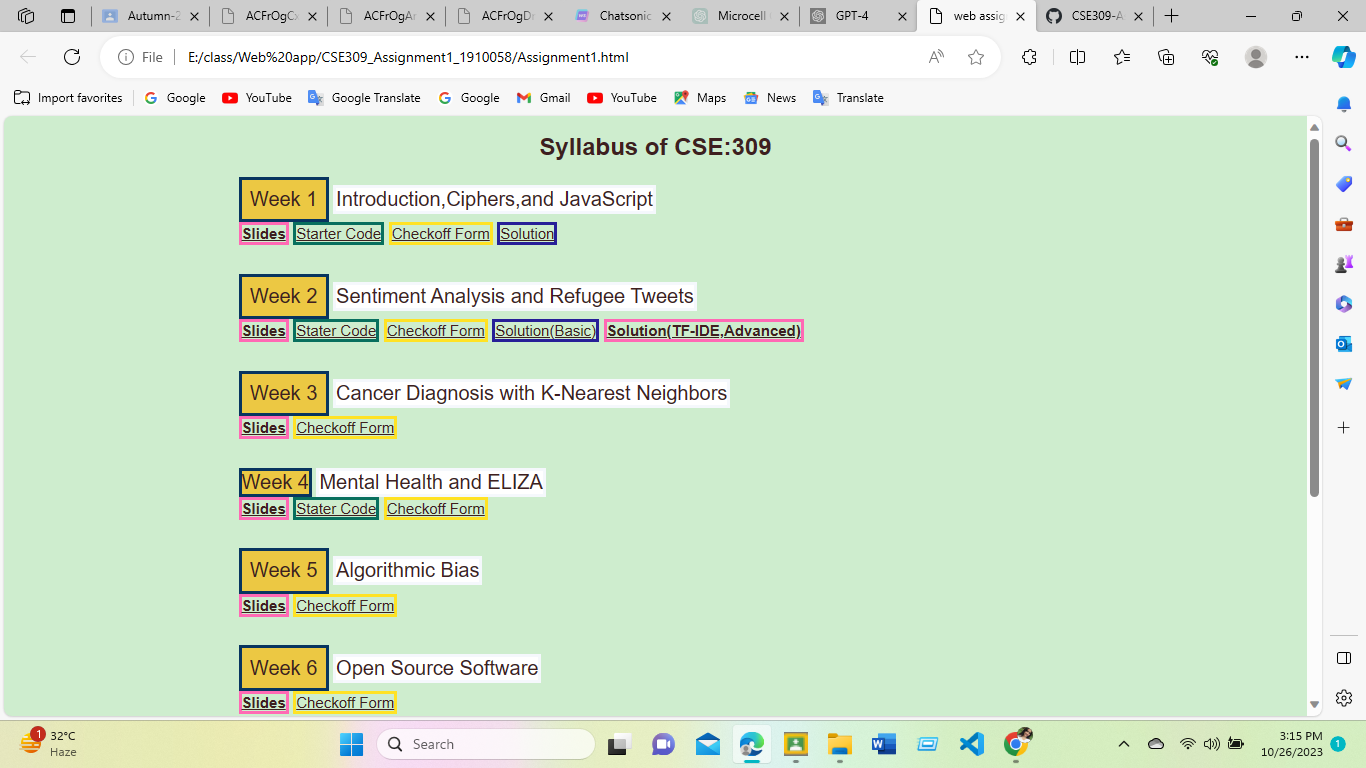 Autumn-2
ACFrOgCx
ACFrOgAr
ACFrOgDr
Chatsonic
Microcell
GPT-4
web assig
CSE309-A
File
E:/class/Web%20app/CSE309_Assignment1_1910058/Assignment1.html
Import favorites Google YouTube Google Translate Google Gmail YouTube Maps News Translate
Syllabus of CSE:309
Week 1 Introduction,Ciphers,and JavaScript
Slides Starter Code Checkoff Form Solution
Week 2 Sentiment Analysis and Refugee Tweets
Slides Stater Code Checkoff Form Solution(Basic) Solution(TF-IDE,Advanced)
Week 3 Cancer Diagnosis with K-Nearest Neighbors
Slides Checkoff Form
Week 4 Mental Health and ELIZA
Slides Stater Code Checkoff Form
Week 5 Algorithmic Bias
Slides Checkoff Form
Week 6 Open Source Software
Slides Checkoff Form
1 32°C
Haze
Search
3:15 PM
10/26/2023
1